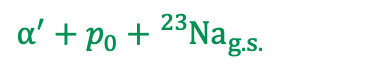 α′ + p₀ + ²³Na_g.s.